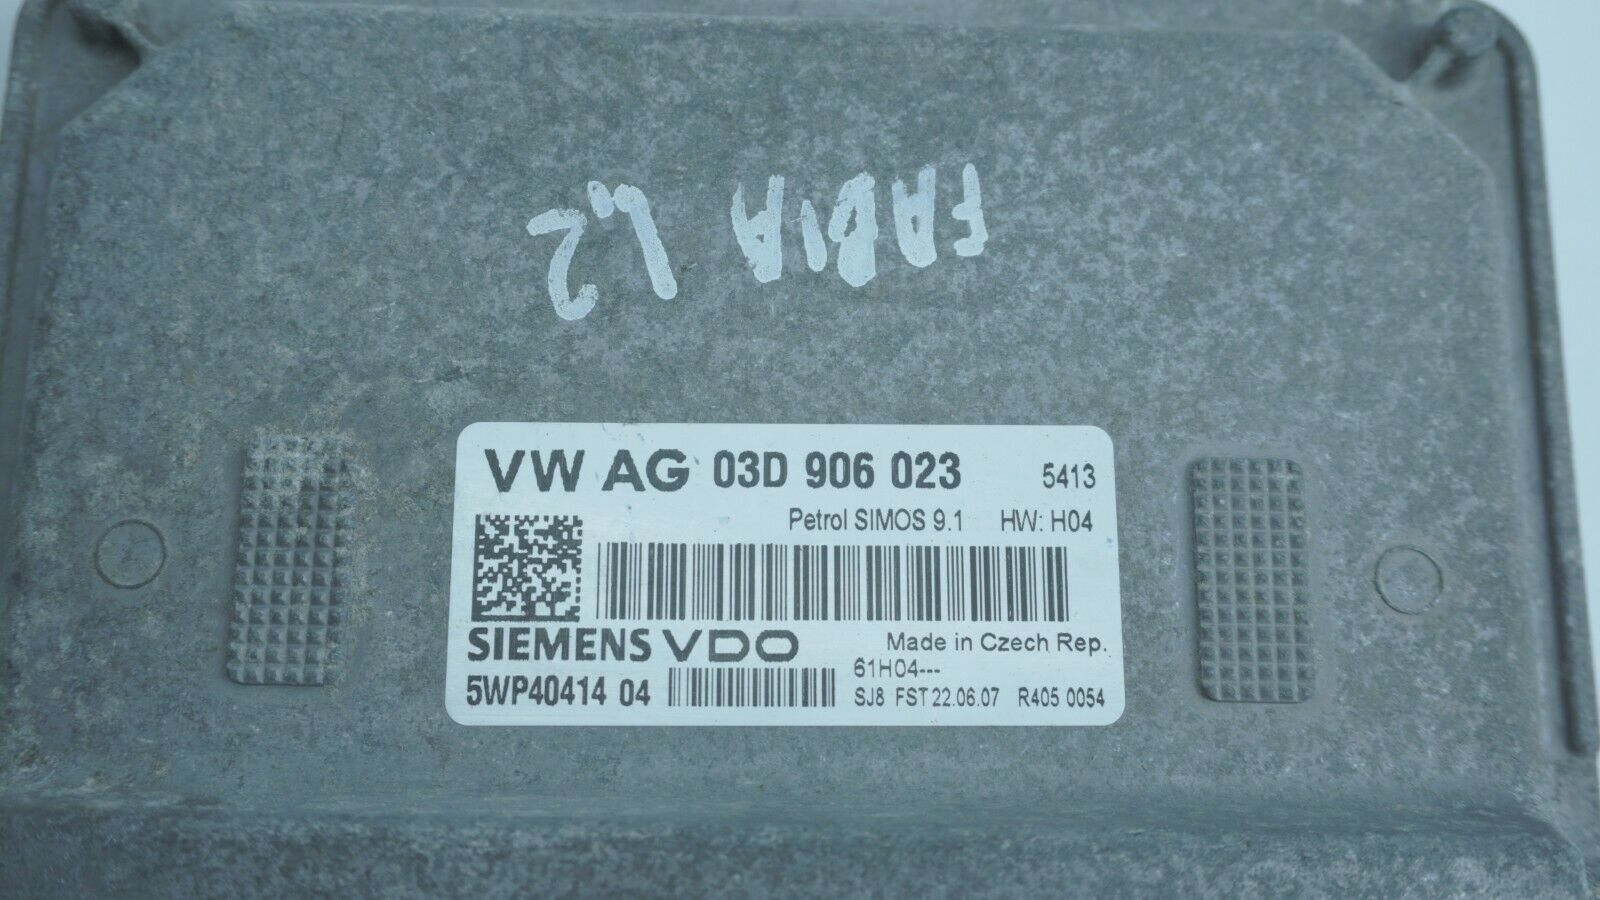 FABIA 1,2
VW AG 03D 906 023 5413
Petrol SIMOS 9.1 HW: H04
SIEMENS VDO Made in Czech Rep.
61H04---
5WP40414 04 SJ8 FST 22.06.07 R405 0054